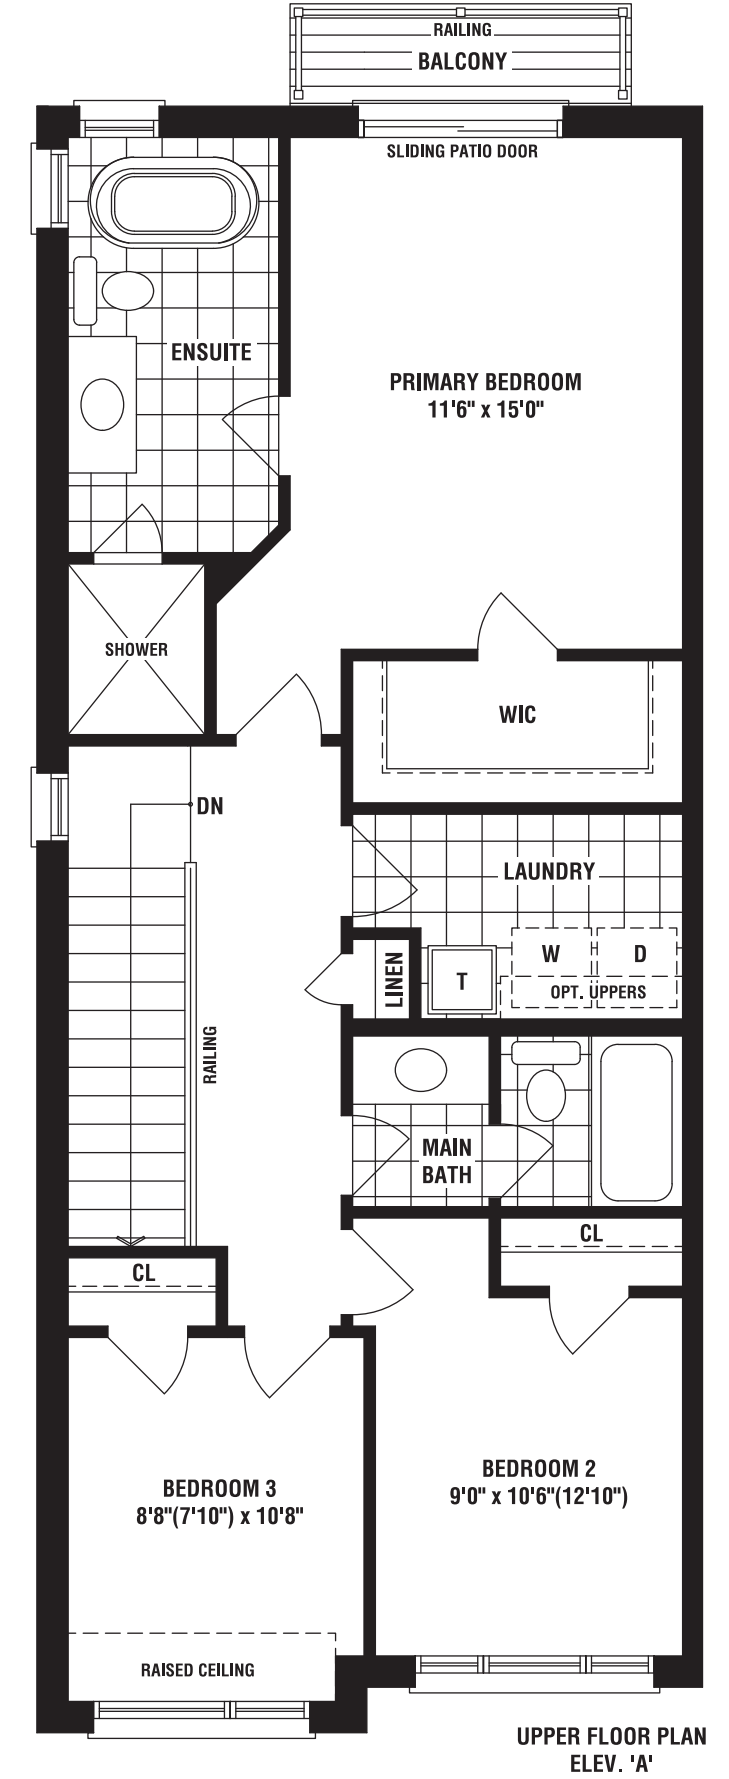 RAILING
BALCONY
SLIDING PATIO DOOR
ENSUITE
PRIMARY BEDROOM
11'6" x 15'0"
SHOWER
WIC
DN
LAUNDRY
W
D
LINEN
T
OPT. UPPERS
RAILING
MAIN
BATH
CL
CL
BEDROOM 2
9'0" x 10'6"(12'10")
BEDROOM 3
8'8"(7'10") x 10'8"
RAISED CEILING
UPPER FLOOR PLAN
ELEV. 'A'